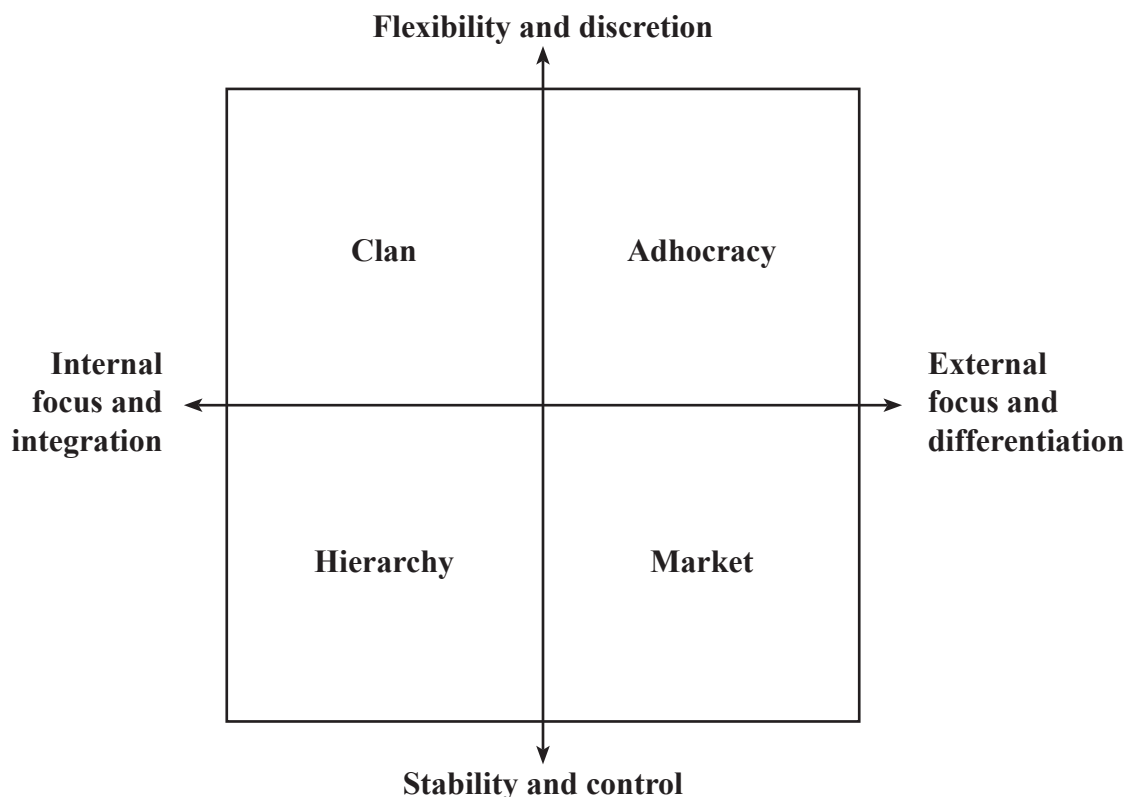 Flexibility and discretion
Clan
Adhocracy
Internal
focus and
integration
External
focus and
differentiation
Hierarchy
Market
Stability and control